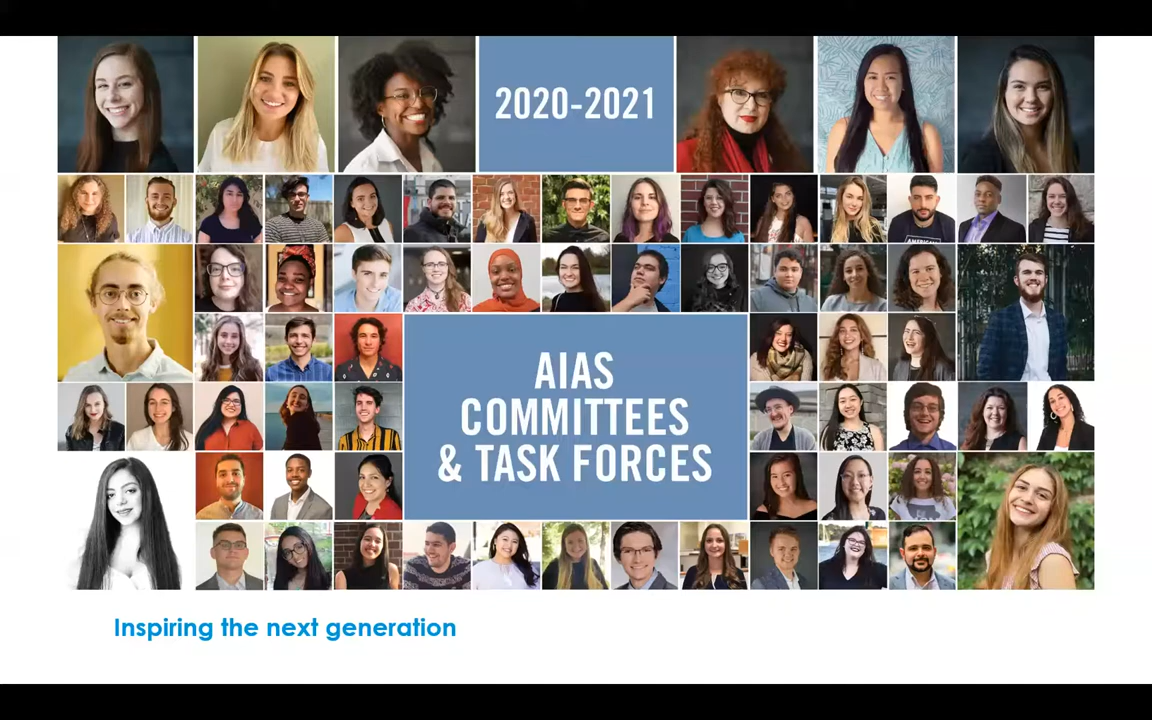 2020-2021
AIAS
COMMITTEES
& TASK FORCES
Inspiring the next generation